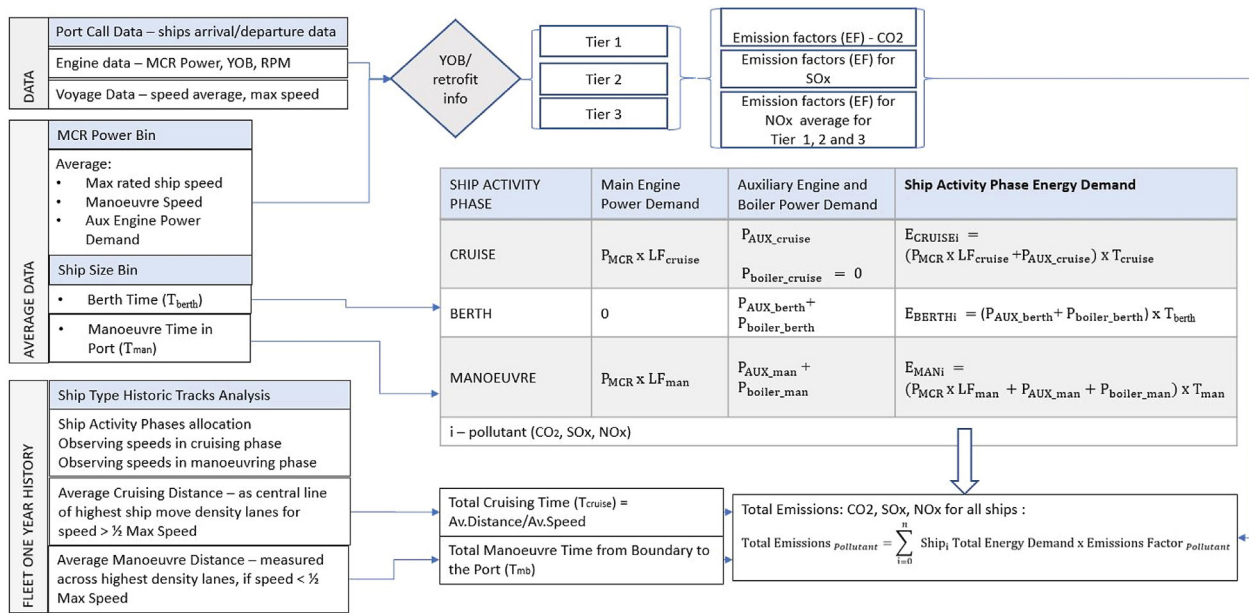 DATA
Port Call Data – ships arrival/departure data
Engine data – MCR Power, YOB, RPM
Voyage Data – speed average, max speed
YOB/
retrofit
info
Tier 1
Tier 2
Tier 3
Emission factors (EF) - CO2
Emission factors (EF) for
SOx
Emission factors (EF) for
NOx average for
Tier 1, 2 and 3
AVERAGE DATA
MCR Power Bin
Average:
• Max rated ship speed
• Manoeuvre Speed
• Aux Engine Power
Demand
Ship Size Bin
• Berth Time (Tberth)
• Manoeuvre Time in
Port (Tman)
SHIP ACTIVITY
PHASE
Main Engine
Power Demand
Auxiliary Engine and
Boiler Power Demand
Ship Activity Phase Energy Demand
CRUISE
PMCR x LFcruise
PAUX_cruise
Pboiler_cruise = 0
ECRUISEi =
(PMCR x LFcruise +PAUX_cruise) x Tcruise
BERTH
0
PAUX_berth+
Pboiler_berth
EBERTHi = (PAUX_berth+ Pboiler_berth) x Tberth
MANOEUVRE
PMCR x LFman
PAUX_man +
Pboiler_man
EMANi =
(PMCR x LFman + PAUX_man + Pboiler_man) x Tman
i – pollutant (CO2, SOx, NOx)
FLEET ONE YEAR HISTORY
Ship Type Historic Tracks Analysis
Ship Activity Phases allocation
Observing speeds in cruising phase
Observing speeds in manoeuvring phase
Average Cruising Distance – as central line
of highest ship move density lanes for
speed > ½ Max Speed
Average Manoeuvre Distance – measured
across highest density lanes, if speed < ½
Max Speed
Total Cruising Time (Tcruise) =
Av.Distance/Av.Speed
Total Manoeuvre Time from Boundary to
the Port (Tmb)
Total Emissions: CO2, SOx, NOx for all ships :
Total Emissions Pollutant = ∑ n i=0 Shipi Total Energy Demand x Emissions Factor Pollutant